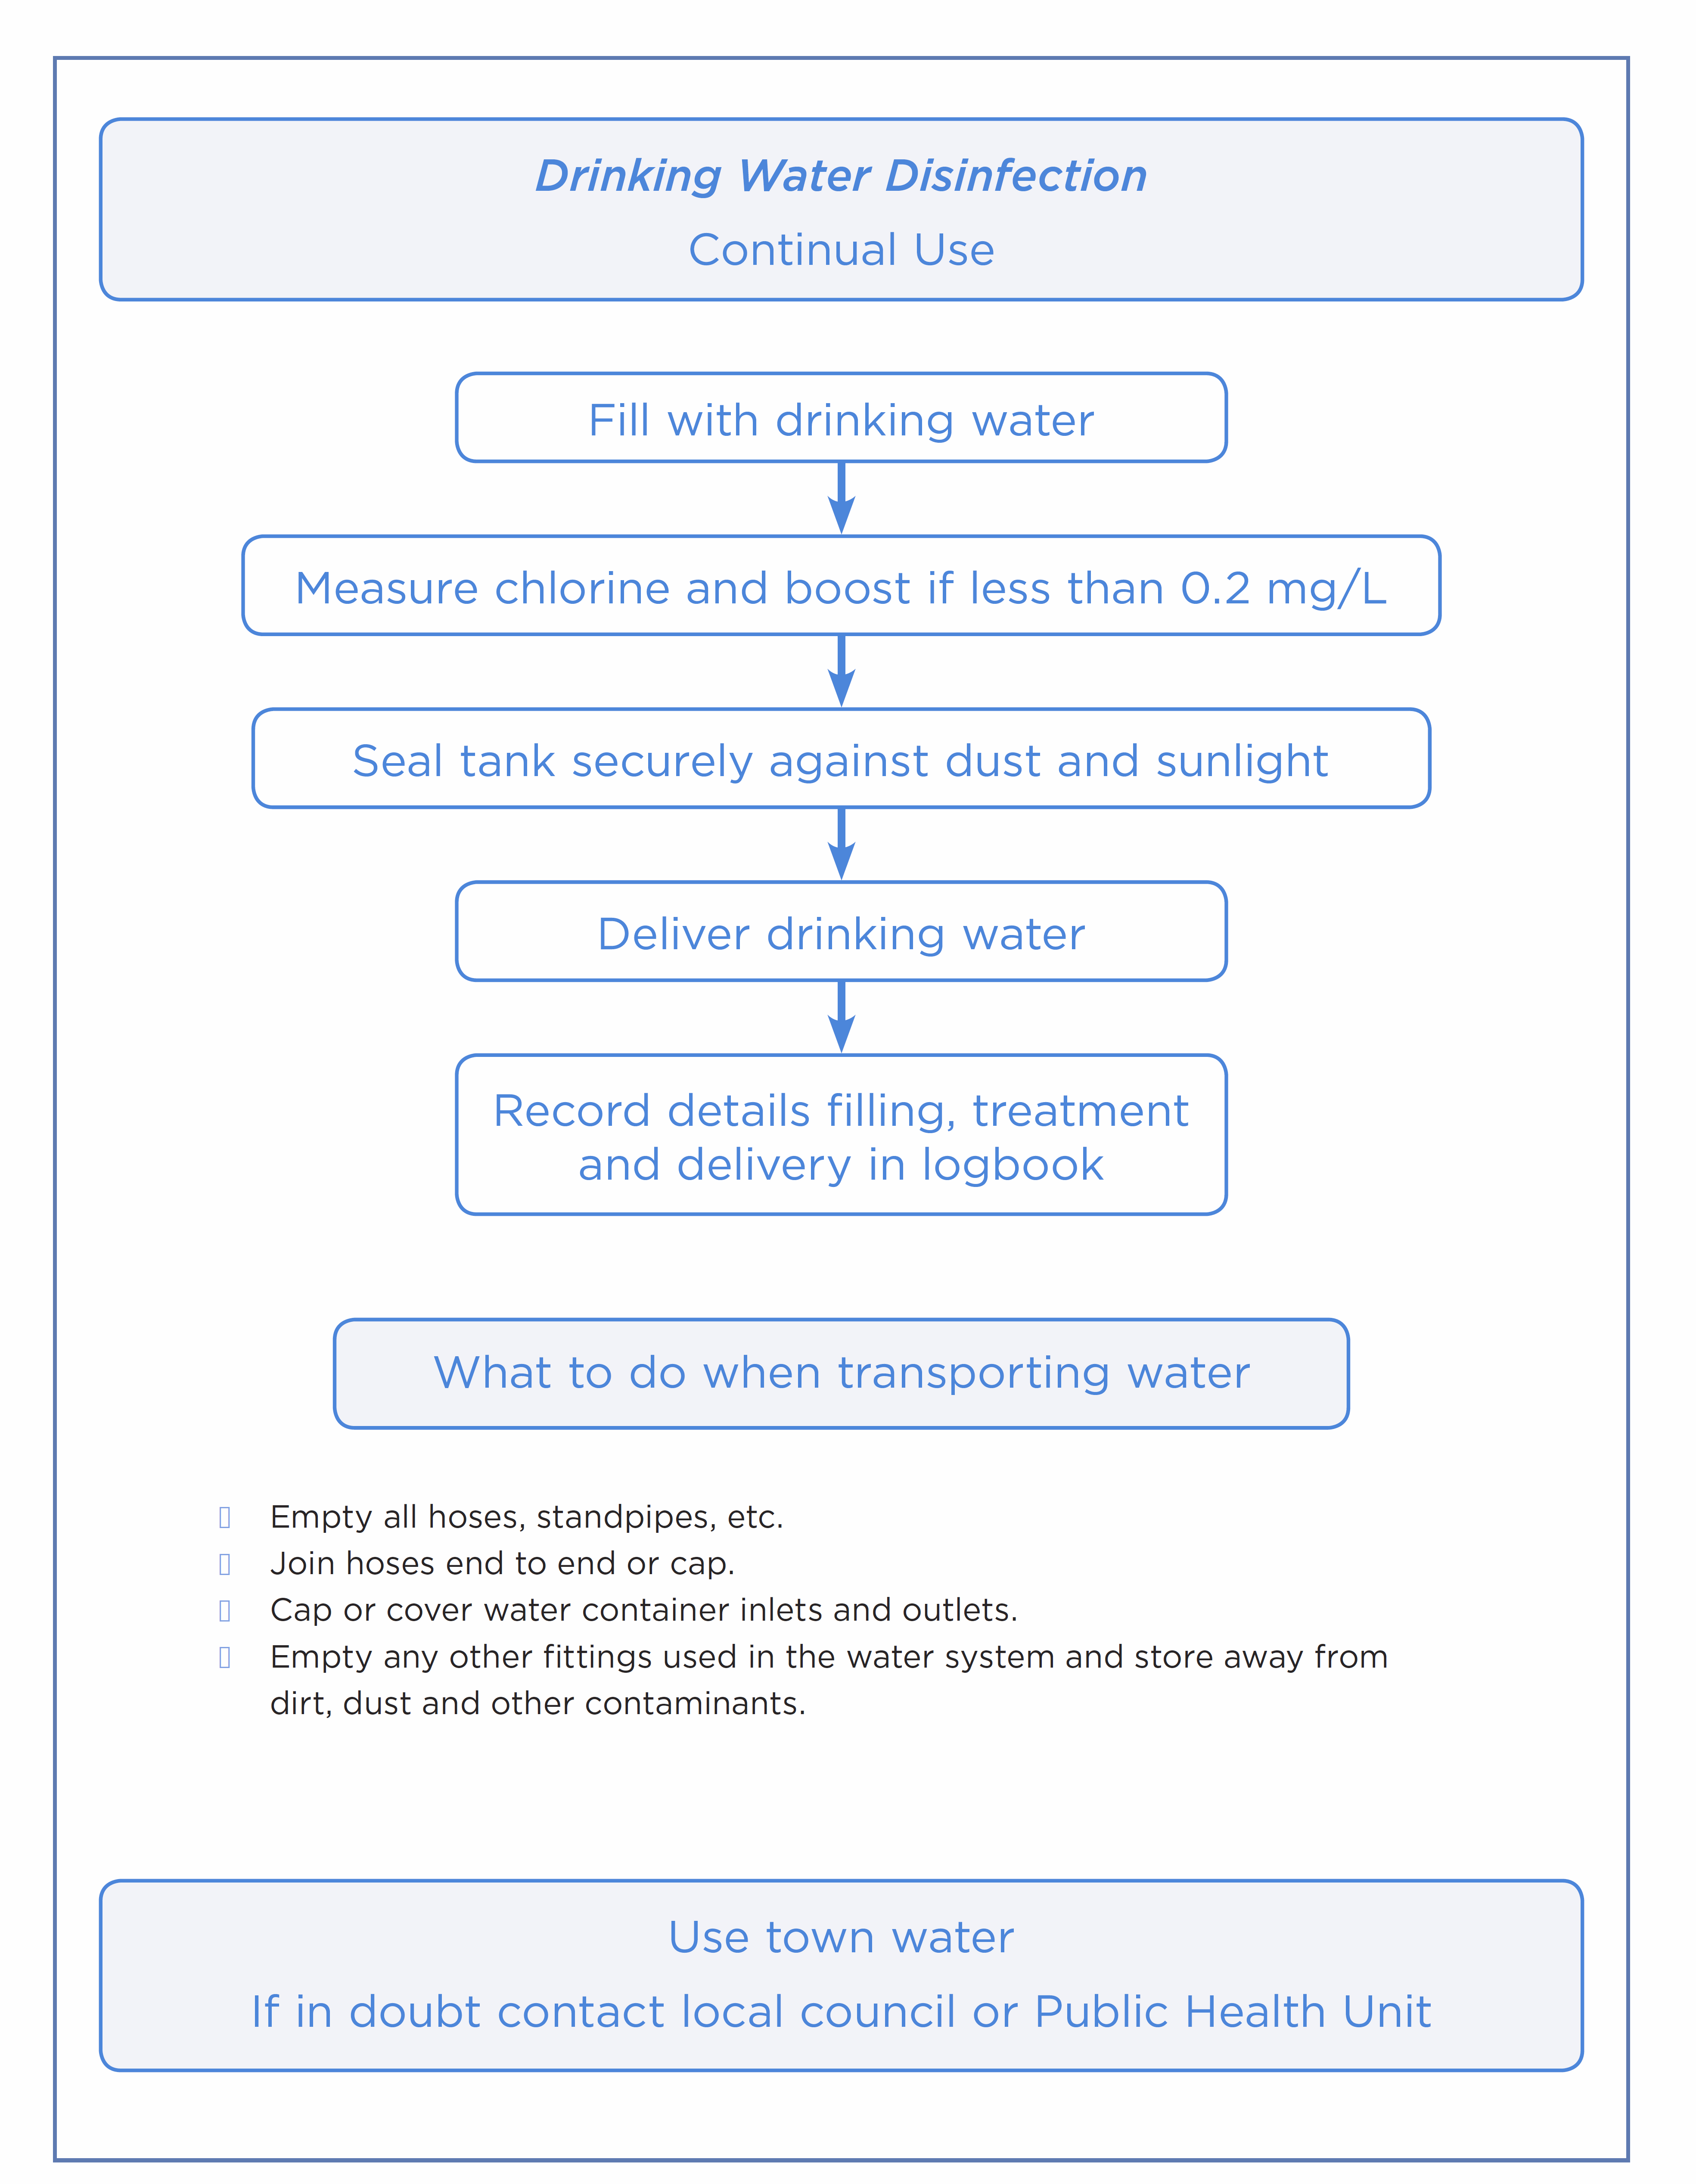 Drinking Water Disinfection
Continual Use
Fill with drinking water
Measure chlorine and boost if less than 0.2 mg/L
Seal tank securely against dust and sunlight
Deliver drinking water
Record details filling, treatment
and delivery in logbook
What to do when transporting water
Empty all hoses, standpipes, etc.
Join hoses end to end or cap.
Cap or cover water container inlets and outlets.
Empty any other fittings used in the water system and store away from
dirt, dust and other contaminants.
Use town water
If in doubt contact local council or Public Health Unit